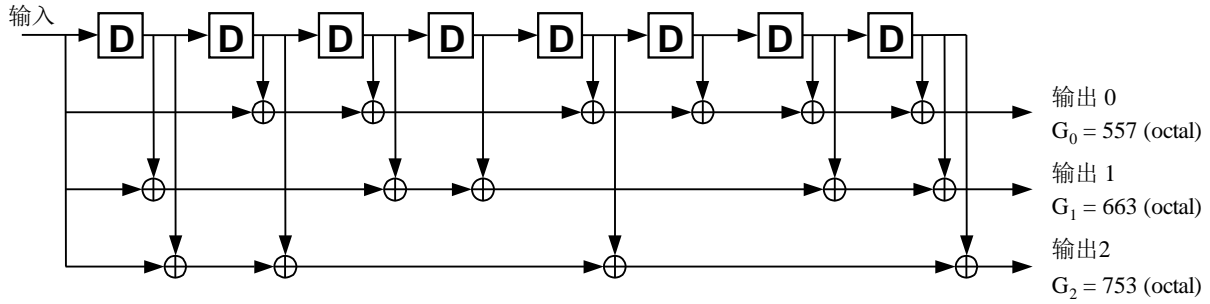 输入
D D D D D D D D
输出 0
G₀ = 557 (octal)
输出 1
G₁ = 663 (octal)
输出2
G₂ = 753 (octal)